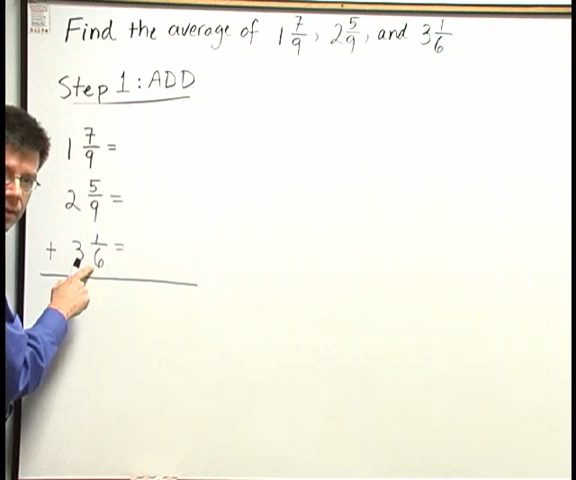 Find the average of 1 7/9, 2 5/9, and 3 1/6
Step 1: ADD
1 7/9 =
2 5/9 =
+ 3 1/6 =